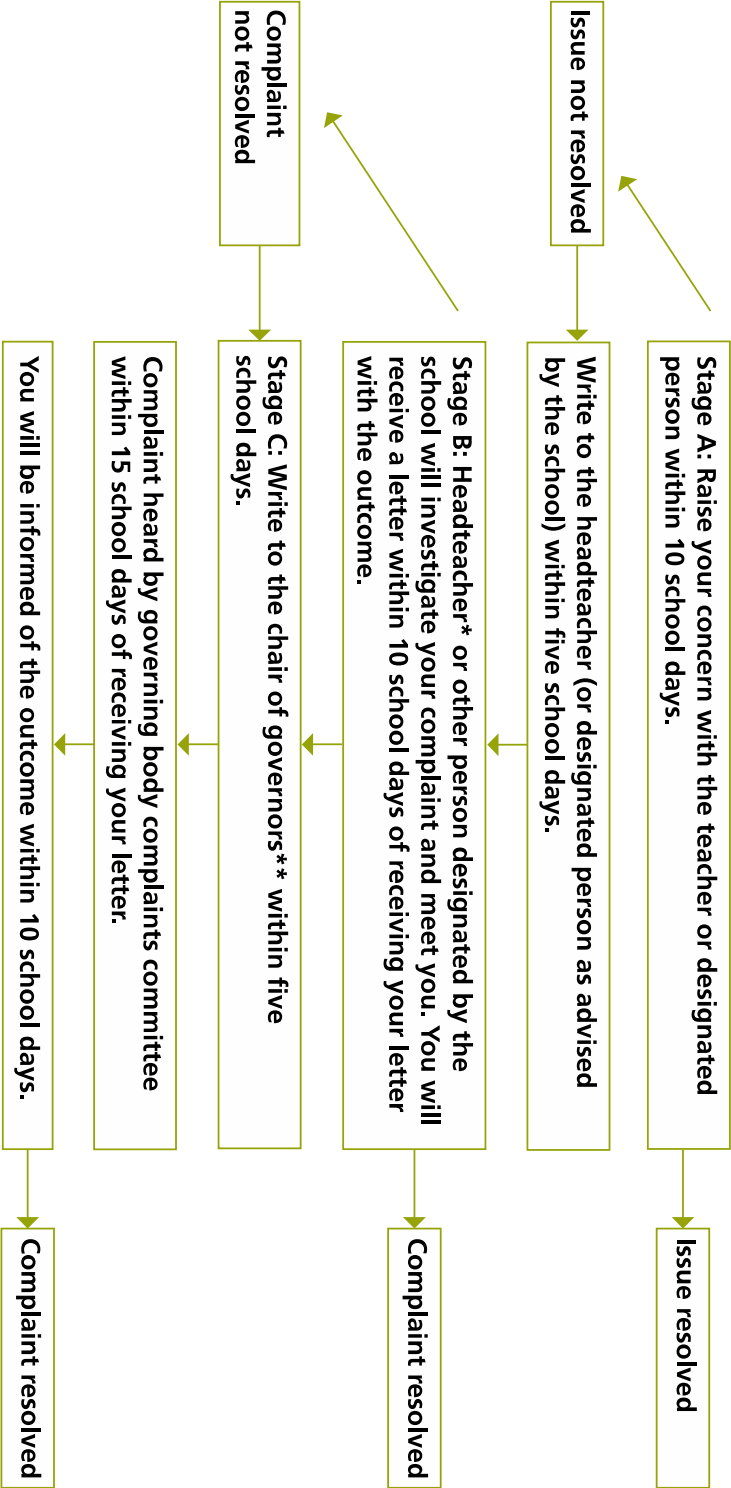 Stage A: Raise your concern with the teacher or designated
person within 10 school days.
Issue resolved
Issue not resolved
Write to the headteacher (or designated person as advised
by the school) within five school days.
Stage B: Headteacher* or other person designated by the
school will investigate your complaint and meet you. You will
receive a letter within 10 school days of receiving your letter
with the outcome.
Complaint resolved
Complaint
not resolved
Stage C: Write to the chair of governors** within five
school days.
Complaint heard by governing body complaints committee
within 15 school days of receiving your letter.
You will be informed of the outcome within 10 school days.
Complaint resolved